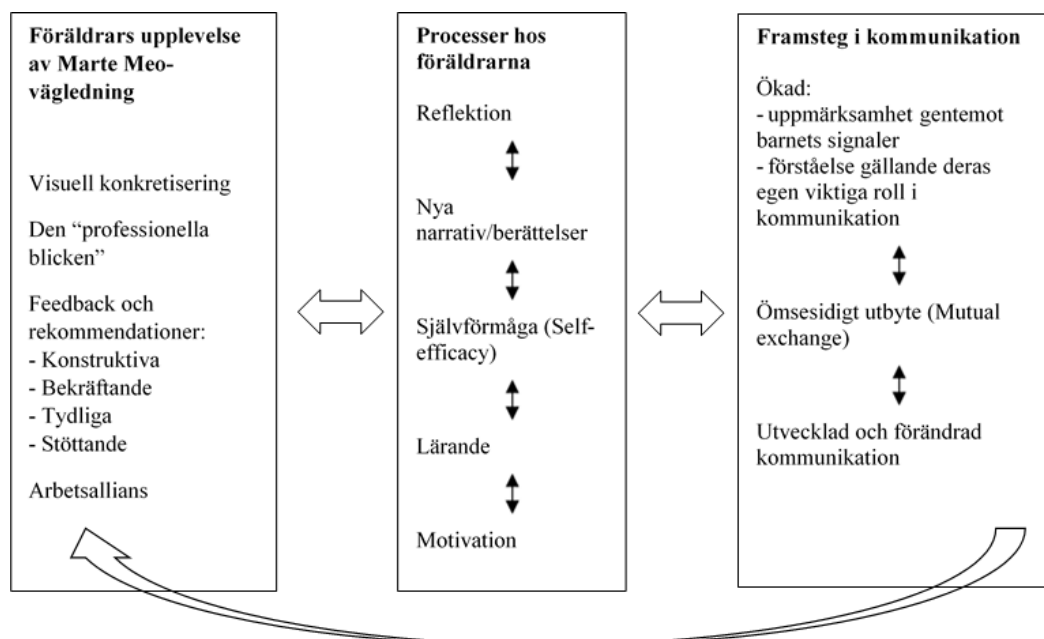 Föräldrars upplevelse
av Marte Meo-
vägledning
Visuell konkretisering
Den “professionella
blicken”
Feedback och
rekommendationer:
- Konstruktiva
- Bekräftande
- Tydliga
- Stöttande
Arbetsallians
Processer hos
föräldrarna
Reflektion
Nya
narrativ/berättelser
Självförmåga (Self-
efficacy)
Lärande
Motivation
Framsteg i kommunikation
Ökad:
- uppmärksamhet gentemot
barnets signaler
- förståelse gällande deras
egen viktiga roll i
kommunikation
Ömsesidigt utbyte (Mutual
exchange)
Utvecklad och förändrad
kommunikation